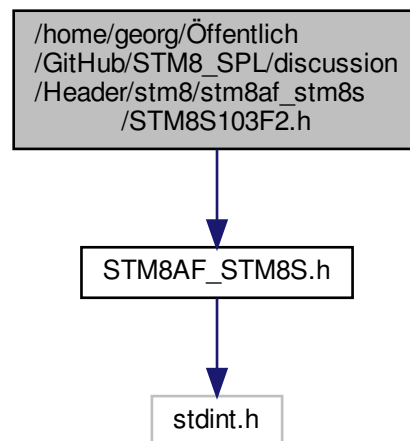 /home/georg/Öffentlich
/GitHub/STM8_SPL/discussion
/Header/stm8/stm8af_stm8s
/STM8S103F2.h
STM8AF_STM8S.h
stdint.h